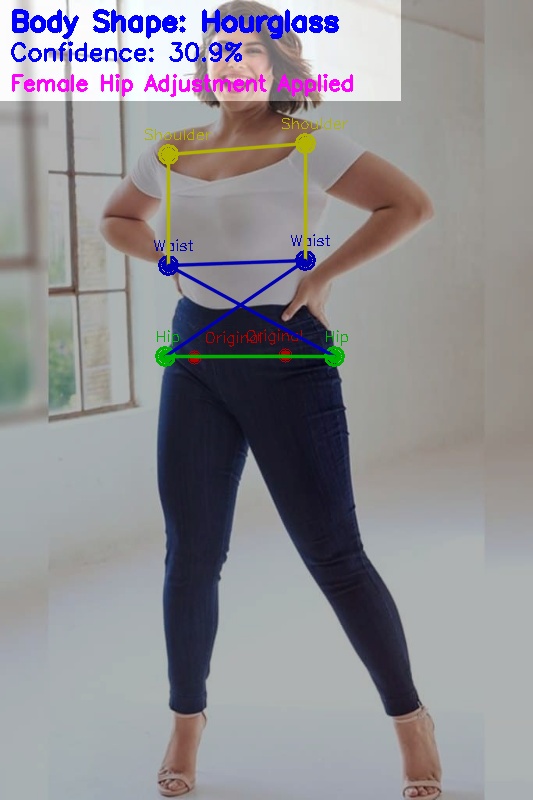 Body Shape: Hourglass
Confidence: 30.9%
Female Hip Adjustment Applied
Shoulder Shoulder
Waist Waist
Hip Original Original Hip